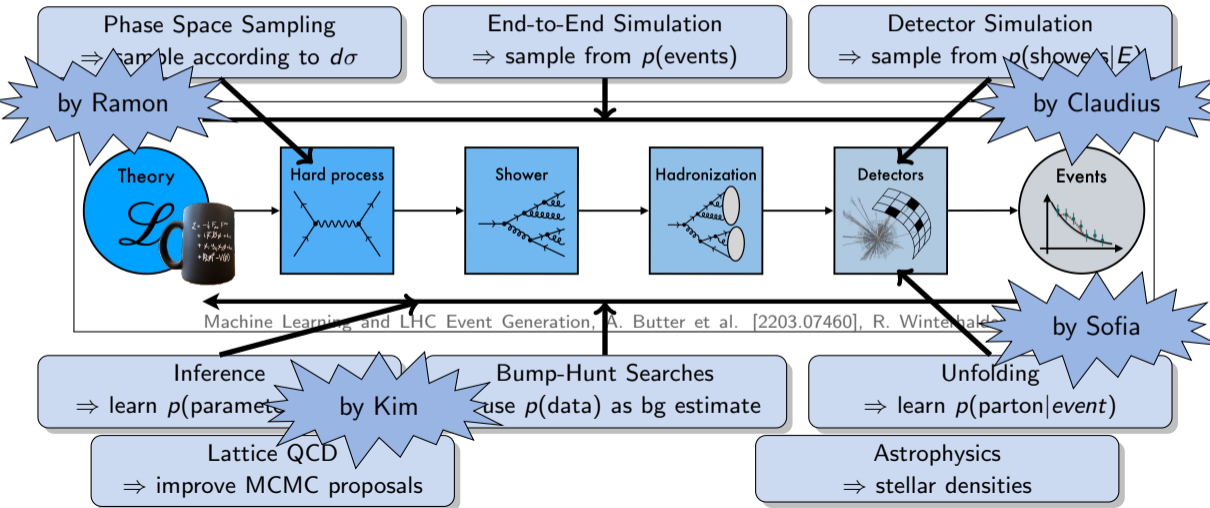 Phase Space Sampling
⇒ sample according to dσ
End-to-End Simulation
⇒ sample from p(events)
Detector Simulation
⇒ sample from p(showers|E)
by Ramon
by Claudius
Theory
Hard process
Shower
Hadronization
Detectors
Events
ℒ
Machine Learning and LHC Event Generation, A. Butter et al. [2203.07460], R.
by Sofia
Inference
⇒ learn
by Kim
Bump-Hunt Searches
use p(data) as bg estimate
Unfolding
⇒ learn p(parton|event)
Lattice QCD
⇒ improve MCMC proposals
Astrophysics
⇒ stellar densities